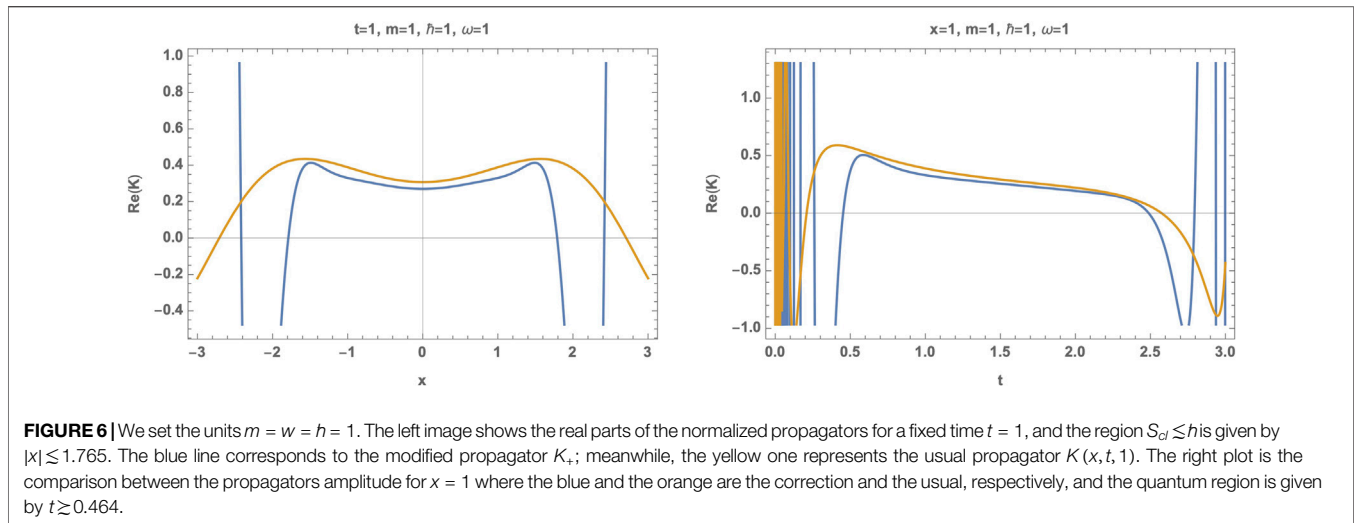 t=1, m=1, ℏ=1, ω=1
Re(K)
1.0
0.8
0.6
0.4
0.2
0.0
−0.2
−0.4
−3 −2 −1 0 1 2 3
x
x=1, m=1, ℏ=1, ω=1
Re(K)
1.0
0.5
0.0
−0.5
−1.0
0.0 0.5 1.0 1.5 2.0 2.5 3.0
t
FIGURE 6 | We set the units m = w = ℏ = 1. The left image shows the real parts of the normalized propagators for a fixed time t = 1, and the region S_cl ≲ ℏ is given by
|x| ≲ 1.765. The blue line corresponds to the modified propagator K₊; meanwhile, the yellow one represents the usual propagator K(x, t, 1). The right plot is the
comparison between the propagators amplitude for x = 1 where the blue and the orange are the correction and the usual, respectively, and the quantum region is given
by t ≳ 0.464.